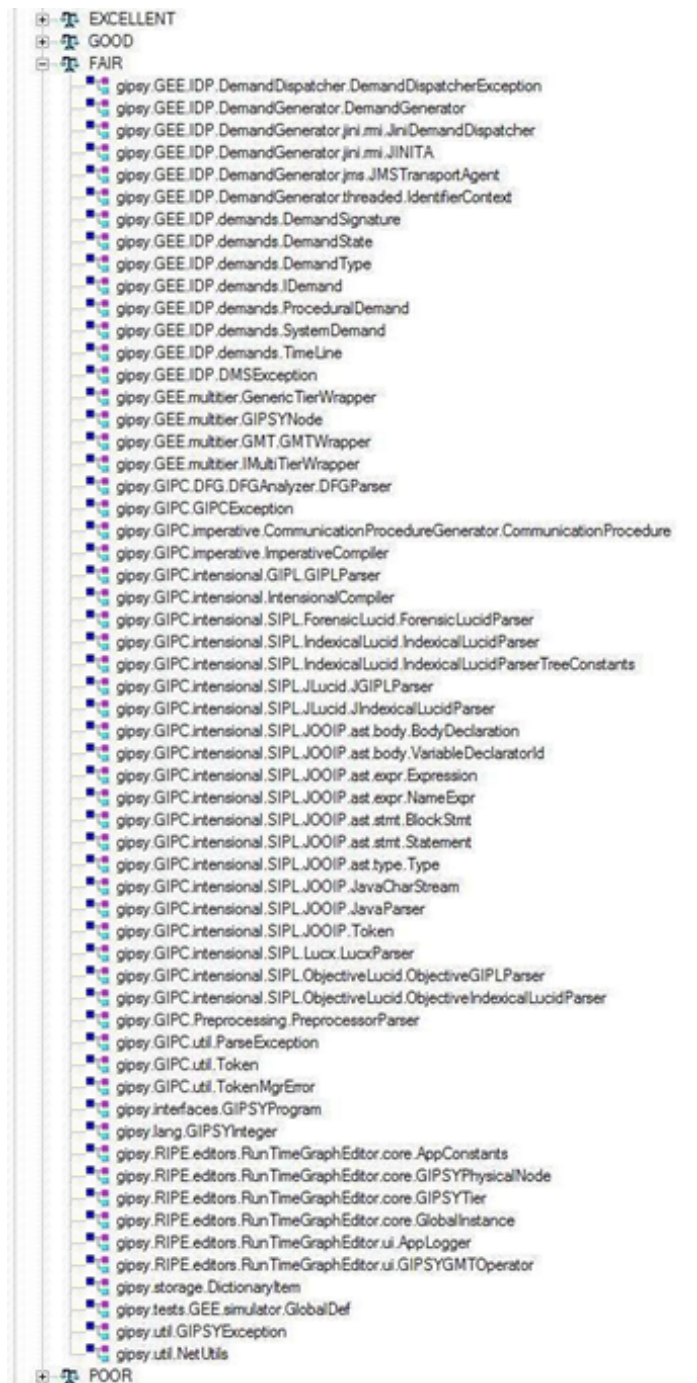 EXCELLENT
GOOD
FAIR
gipsy.GEE.IDP.DemandDispatcher.DemandDispatcherException
gipsy.GEE.IDP.DemandGenerator.DemandGenerator
gipsy.GEE.IDP.DemandGenerator.jini.rmi.JiniDemandDispatcher
gipsy.GEE.IDP.DemandGenerator.jini.rmi.JINITA
gipsy.GEE.IDP.DemandGenerator.jms.JMSTransportAgent
gipsy.GEE.IDP.DemandGenerator.threaded.IdentifierContext
gipsy.GEE.IDP.demands.DemandSignature
gipsy.GEE.IDP.demands.DemandState
gipsy.GEE.IDP.demands.DemandType
gipsy.GEE.IDP.demands.IDemand
gipsy.GEE.IDP.demands.ProceduralDemand
gipsy.GEE.IDP.demands.SystemDemand
gipsy.GEE.IDP.demands.TimeLine
gipsy.GEE.IDP.DMSException
gipsy.GEE.multitier.GenericTierWrapper
gipsy.GEE.multitier.GIPSYNode
gipsy.GEE.multitier.GMT.GMTWrapper
gipsy.GEE.multitier.IMultiTierWrapper
gipsy.GIPC.DFG.DFGAnalyzer.DFGParser
gipsy.GIPC.GIPCException
gipsy.GIPC.imperative.CommunicationProcedureGenerator.CommunicationProcedure
gipsy.GIPC.imperative.ImperativeCompiler
gipsy.GIPC.intensional.GIPL.GIPLParser
gipsy.GIPC.intensional.IntensionalCompiler
gipsy.GIPC.intensional.SIPL.ForensicLucid.ForensicLucidParser
gipsy.GIPC.intensional.SIPL.IndexicalLucid.IndexicalLucidParser
gipsy.GIPC.intensional.SIPL.IndexicalLucid.IndexicalLucidParserTreeConstants
gipsy.GIPC.intensional.SIPL.JLucid.JGIPLParser
gipsy.GIPC.intensional.SIPL.JLucid.JIndexicalLucidParser
gipsy.GIPC.intensional.SIPL.JOOIP.ast.body.BodyDeclaration
gipsy.GIPC.intensional.SIPL.JOOIP.ast.body.VariableDeclaratorId
gipsy.GIPC.intensional.SIPL.JOOIP.ast.expr.Expression
gipsy.GIPC.intensional.SIPL.JOOIP.ast.expr.NameExpr
gipsy.GIPC.intensional.SIPL.JOOIP.ast.stmt.BlockStmt
gipsy.GIPC.intensional.SIPL.JOOIP.ast.stmt.Statement
gipsy.GIPC.intensional.SIPL.JOOIP.ast.type.Type
gipsy.GIPC.intensional.SIPL.JOOIP.JavaCharStream
gipsy.GIPC.intensional.SIPL.JOOIP.JavaParser
gipsy.GIPC.intensional.SIPL.JOOIP.Token
gipsy.GIPC.intensional.SIPL.Lucx.LucxParser
gipsy.GIPC.intensional.SIPL.ObjectiveLucid.ObjectiveGIPLParser
gipsy.GIPC.intensional.SIPL.ObjectiveLucid.ObjectiveIndexicalLucidParser
gipsy.GIPC.Preprocessing.PreprocessorParser
gipsy.GIPC.util.ParseException
gipsy.GIPC.util.Token
gipsy.GIPC.util.TokenMgrError
gipsy.interfaces.GIPSYProgram
gipsy.lang.GIPSYInteger
gipsy.RIPE.editors.RunTimeGraphEditor.core.AppConstants
gipsy.RIPE.editors.RunTimeGraphEditor.core.GIPSYPhysicalNode
gipsy.RIPE.editors.RunTimeGraphEditor.core.GIPSYTier
gipsy.RIPE.editors.RunTimeGraphEditor.core.GlobalInstance
gipsy.RIPE.editors.RunTimeGraphEditor.ui.AppLogger
gipsy.RIPE.editors.RunTimeGraphEditor.ui.GIPSYGMTOperator
gipsy.storage.DictionaryItem
gipsy.tests.GEE.simulator.GlobalDef
gipsy.util.GIPSYException
gipsy.util.NetUtils
POOR